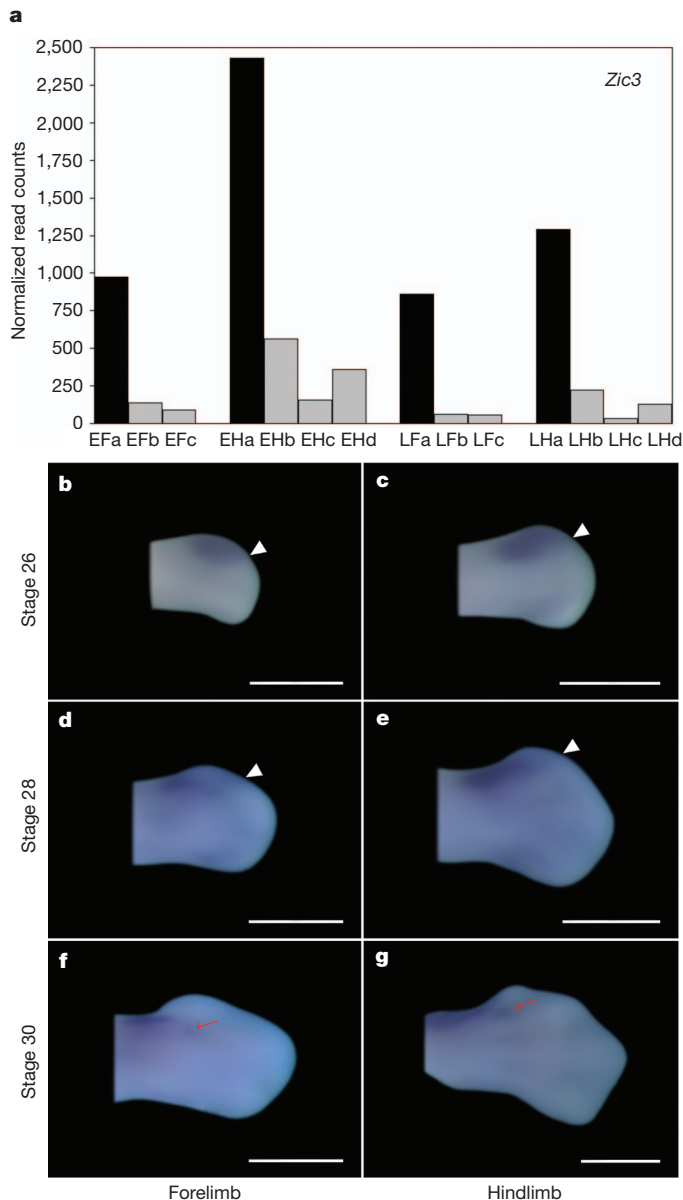 a
2,500
2,250
2,000
1,750
1,500
1,250
1,000
750
500
250
0
Normalized read counts
Zic3
EFa EFb EFc EHa EHb EHc EHd LFa LFb LFc LHa LHb LHc LHd
b
c
Stage 26
d
e
Stage 28
f
g
Stage 30
Forelimb
Hindlimb